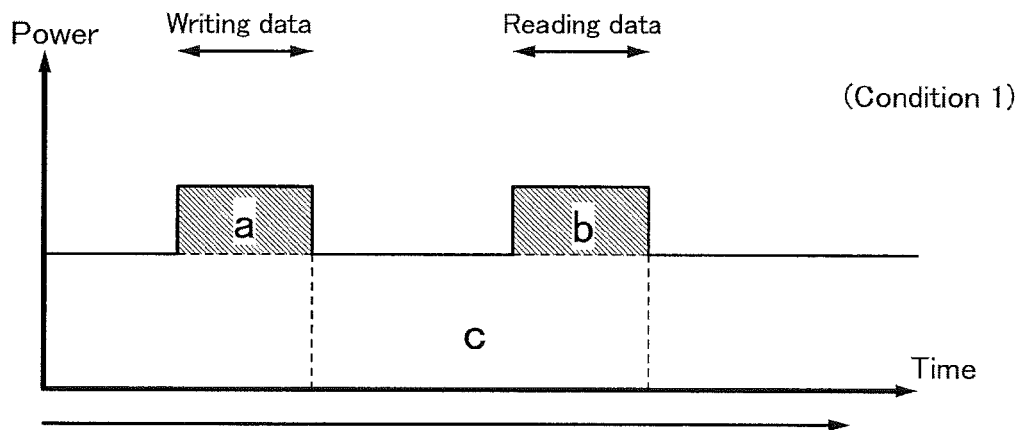 Writing data
Reading data
Power
(Condition 1)
a
b
c
Time